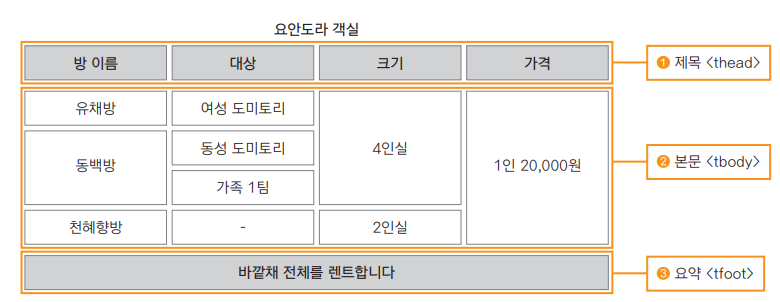 요안도라 객실
방 이름 대상 크기 가격
❶ 제목 <thead>
유채방 여성 도미토리
동백방 동성 도미토리 4인실 1인 20,000원
❷ 본문 <tbody>
가족 1팀
천혜향방 - 2인실
바깥채 전체를 렌트합니다
❸ 요약 <tfoot>